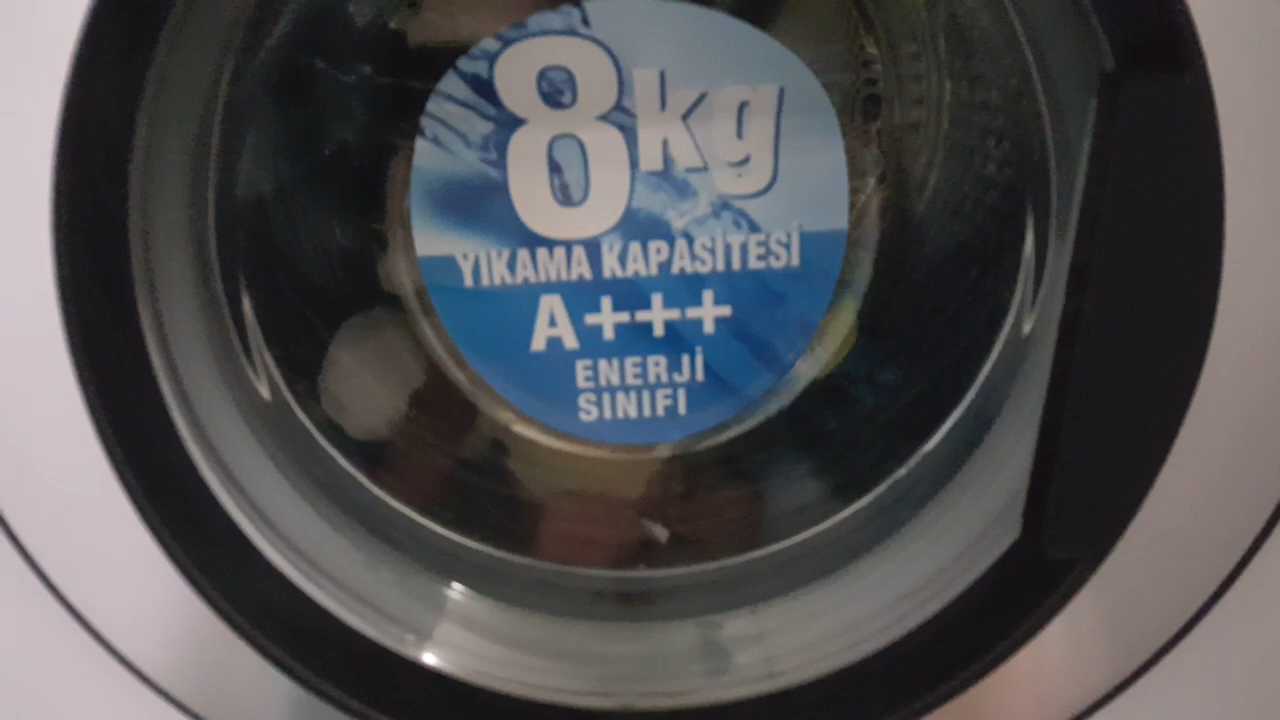 8kg
YIKAMA KAPASİTESİ
A+++
ENERJİ
SINIFI